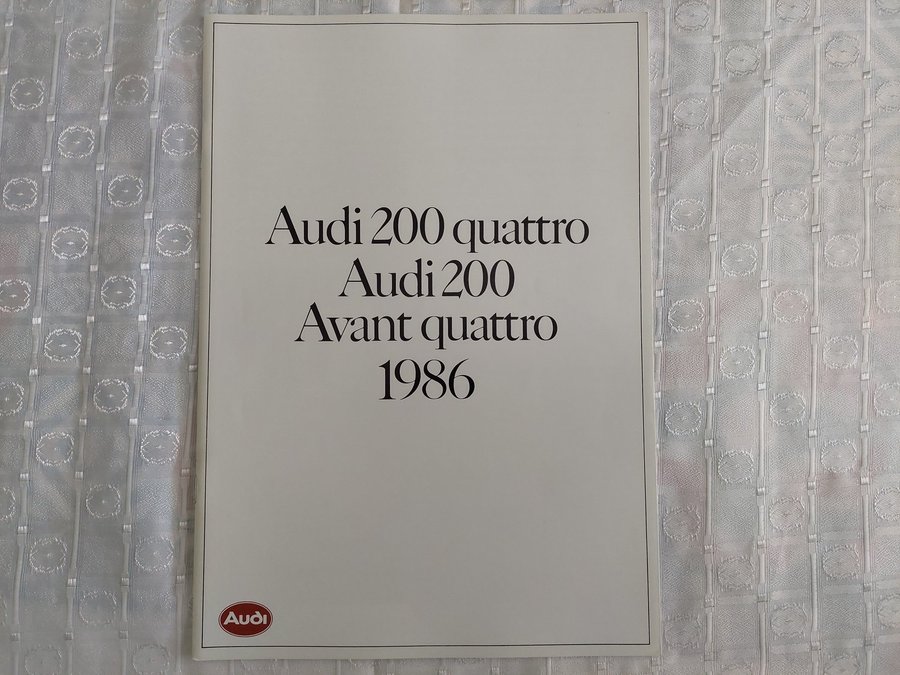 Audi 200 quattro
Audi 200
Avant quattro
1986
Audi